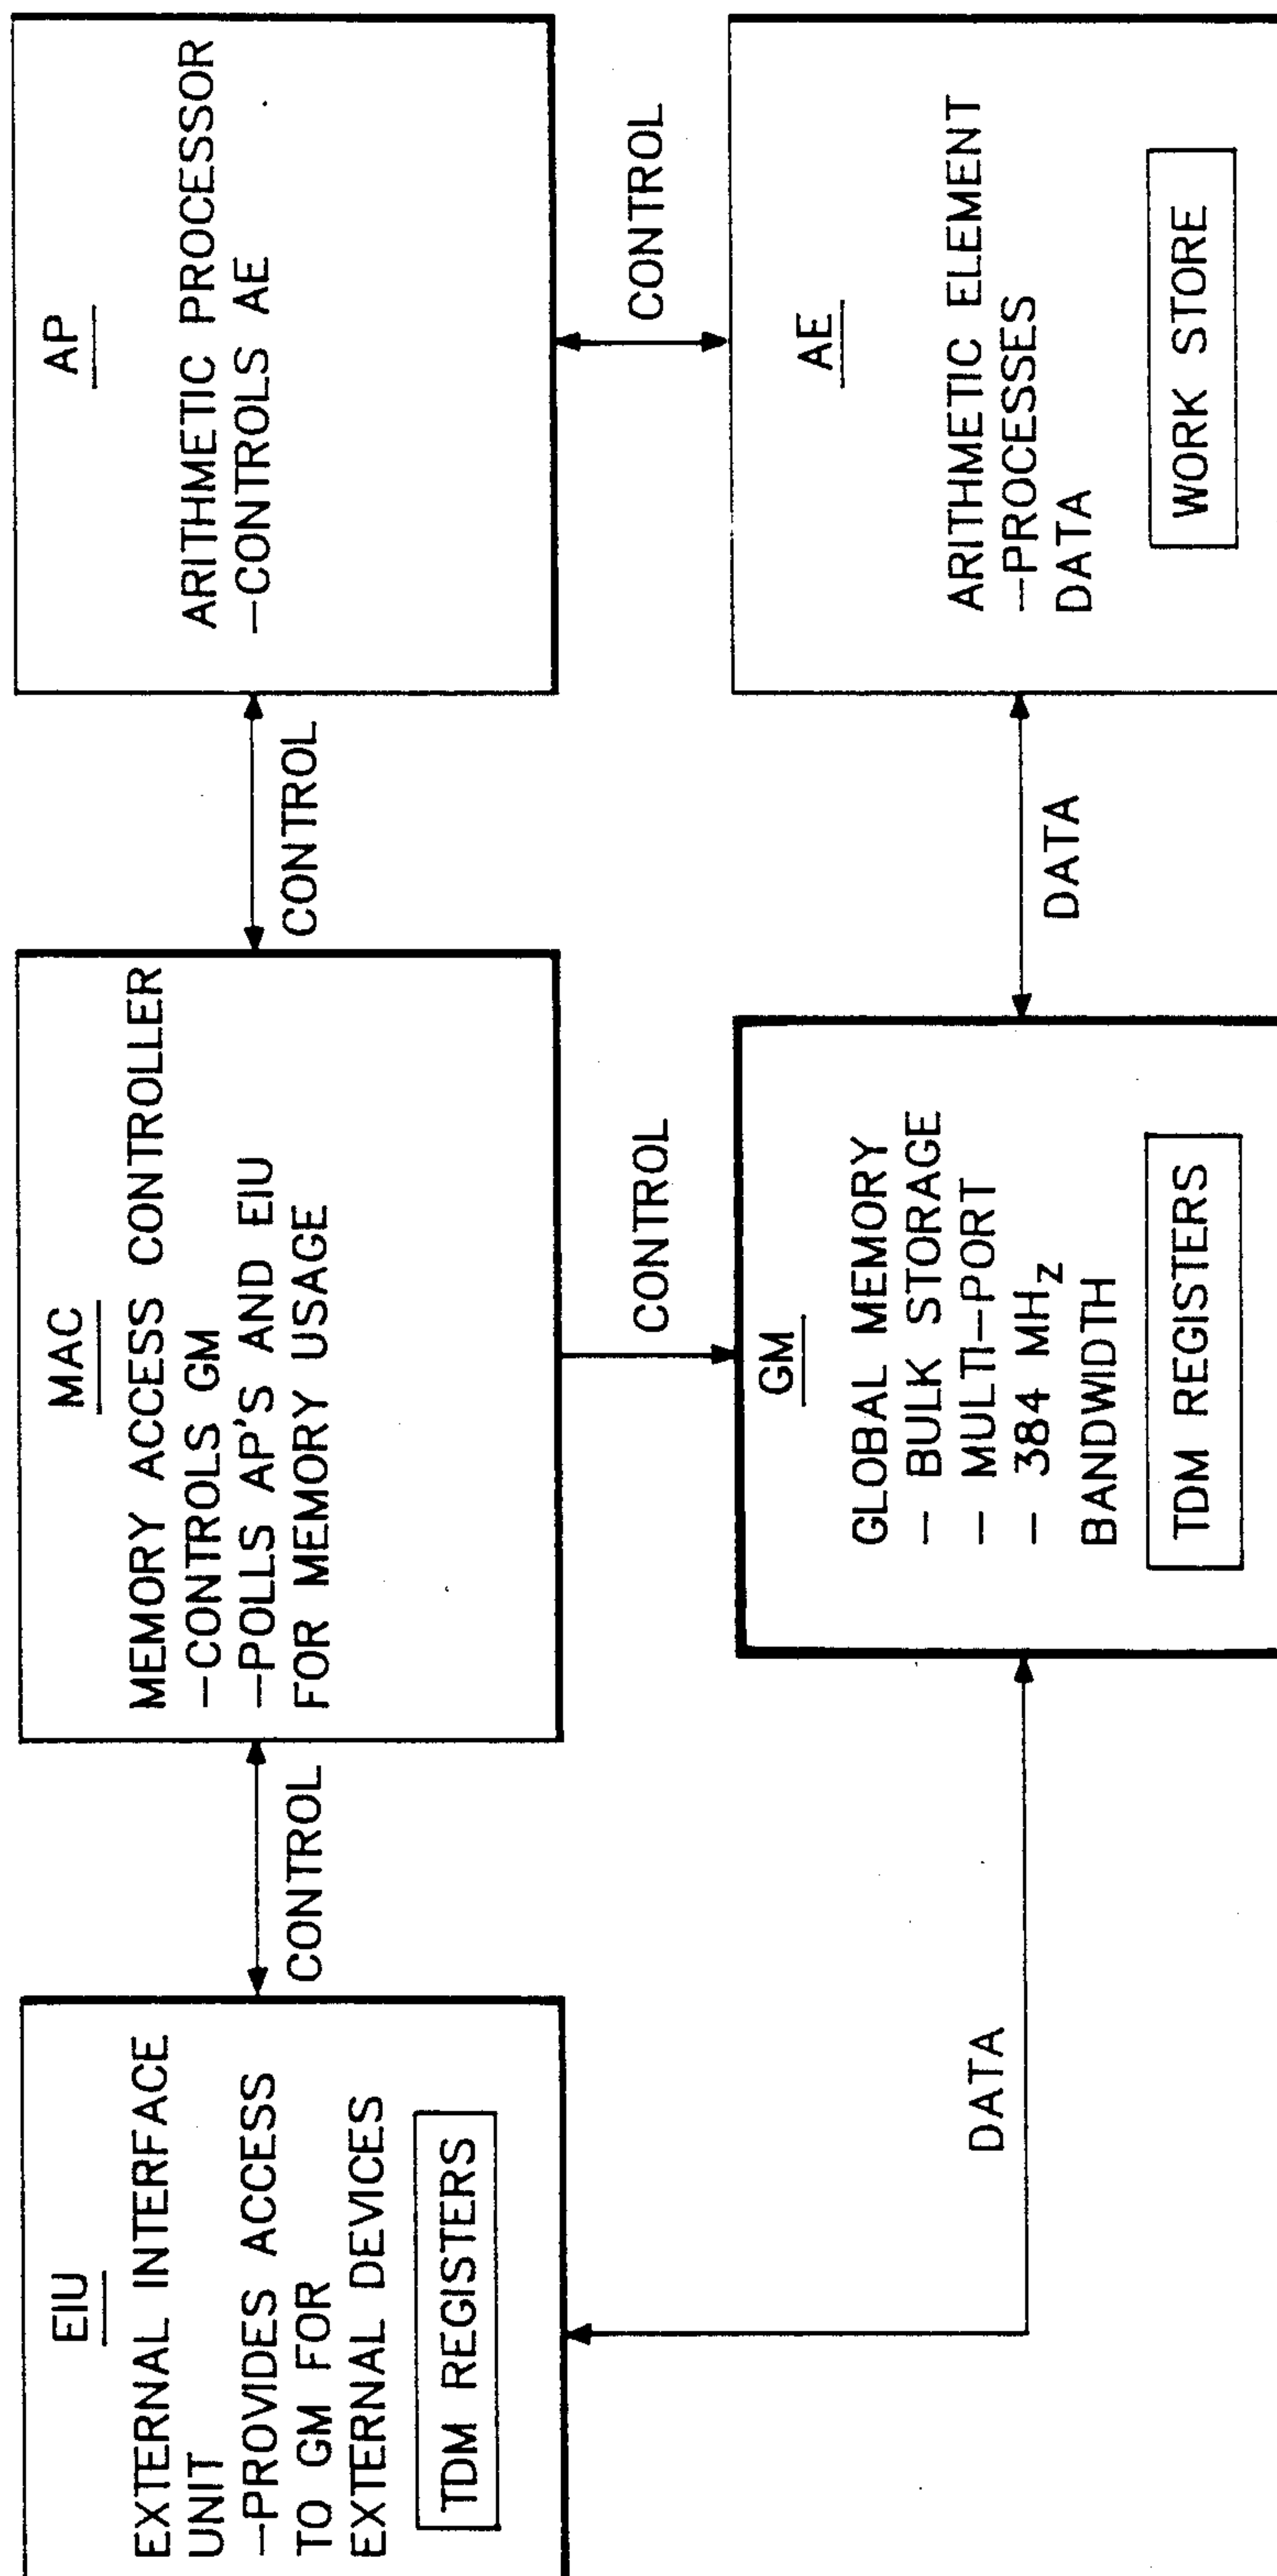 EIU
EXTERNAL INTERFACE
UNIT
—PROVIDES ACCESS
TO GM FOR
EXTERNAL DEVICES
TDM REGISTERS
CONTROL
MAC
MEMORY ACCESS CONTROLLER
—CONTROLS GM
—POLLS AP'S AND EIU
FOR MEMORY USAGE
CONTROL
AP
ARITHMETIC PROCESSOR
—CONTROLS AE
CONTROL
CONTROL
DATA
GM
GLOBAL MEMORY
— BULK STORAGE
— MULTI—PORT
— 384 MHz
BANDWIDTH
TDM REGISTERS
DATA
AE
ARITHMETIC ELEMENT
—PROCESSES
DATA
WORK STORE